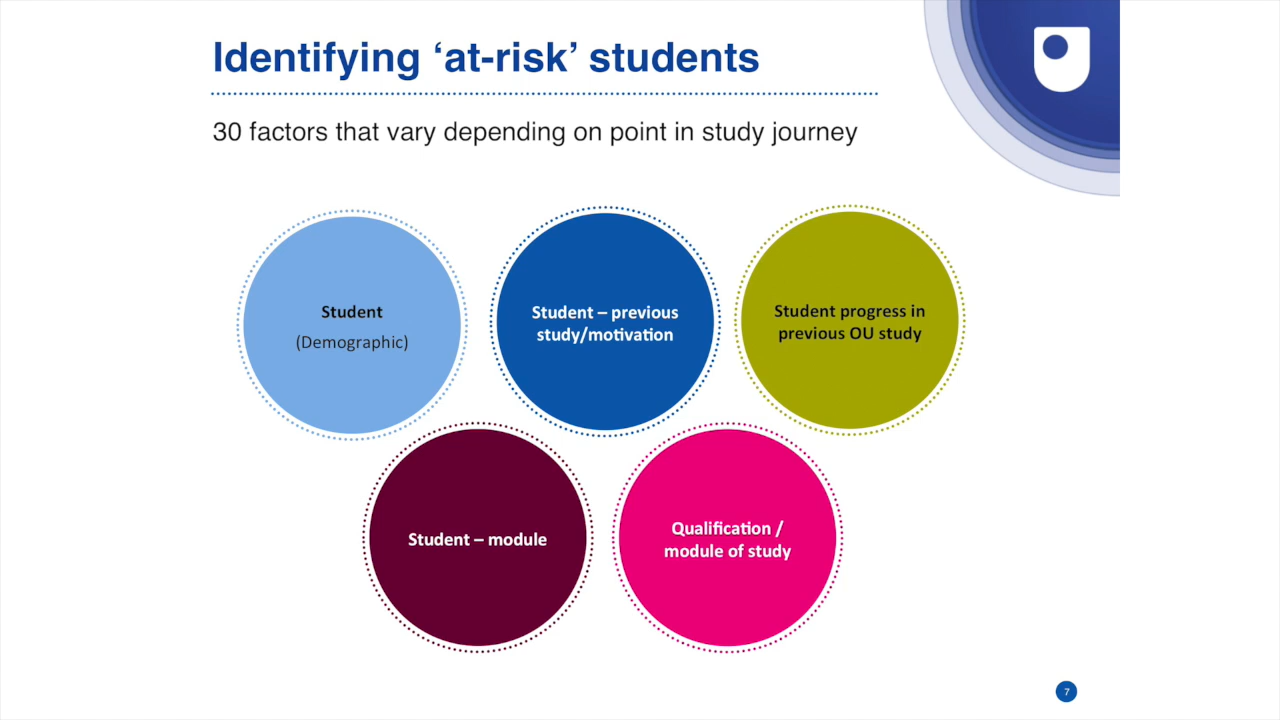 Identifying ‘at-risk’ students
30 factors that vary depending on point in study journey
Student
(Demographic)
Student – previous
study/motivation
Student progress in
previous OU study
Student – module
Qualification /
module of study
7